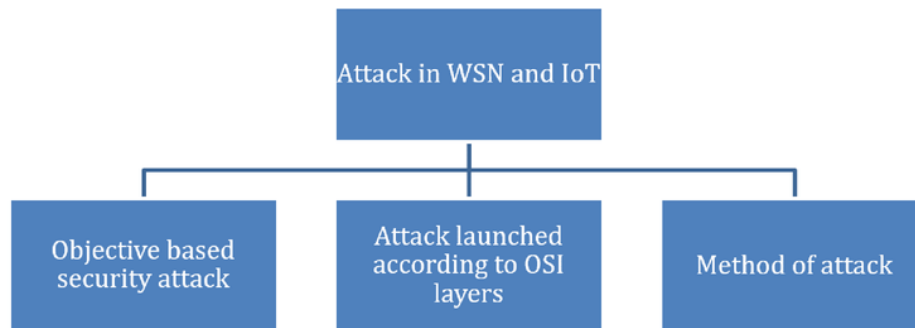 Attack in WSN and IoT
Objective based
security attack
Attack launched
according to OSI
layers
Method of attack